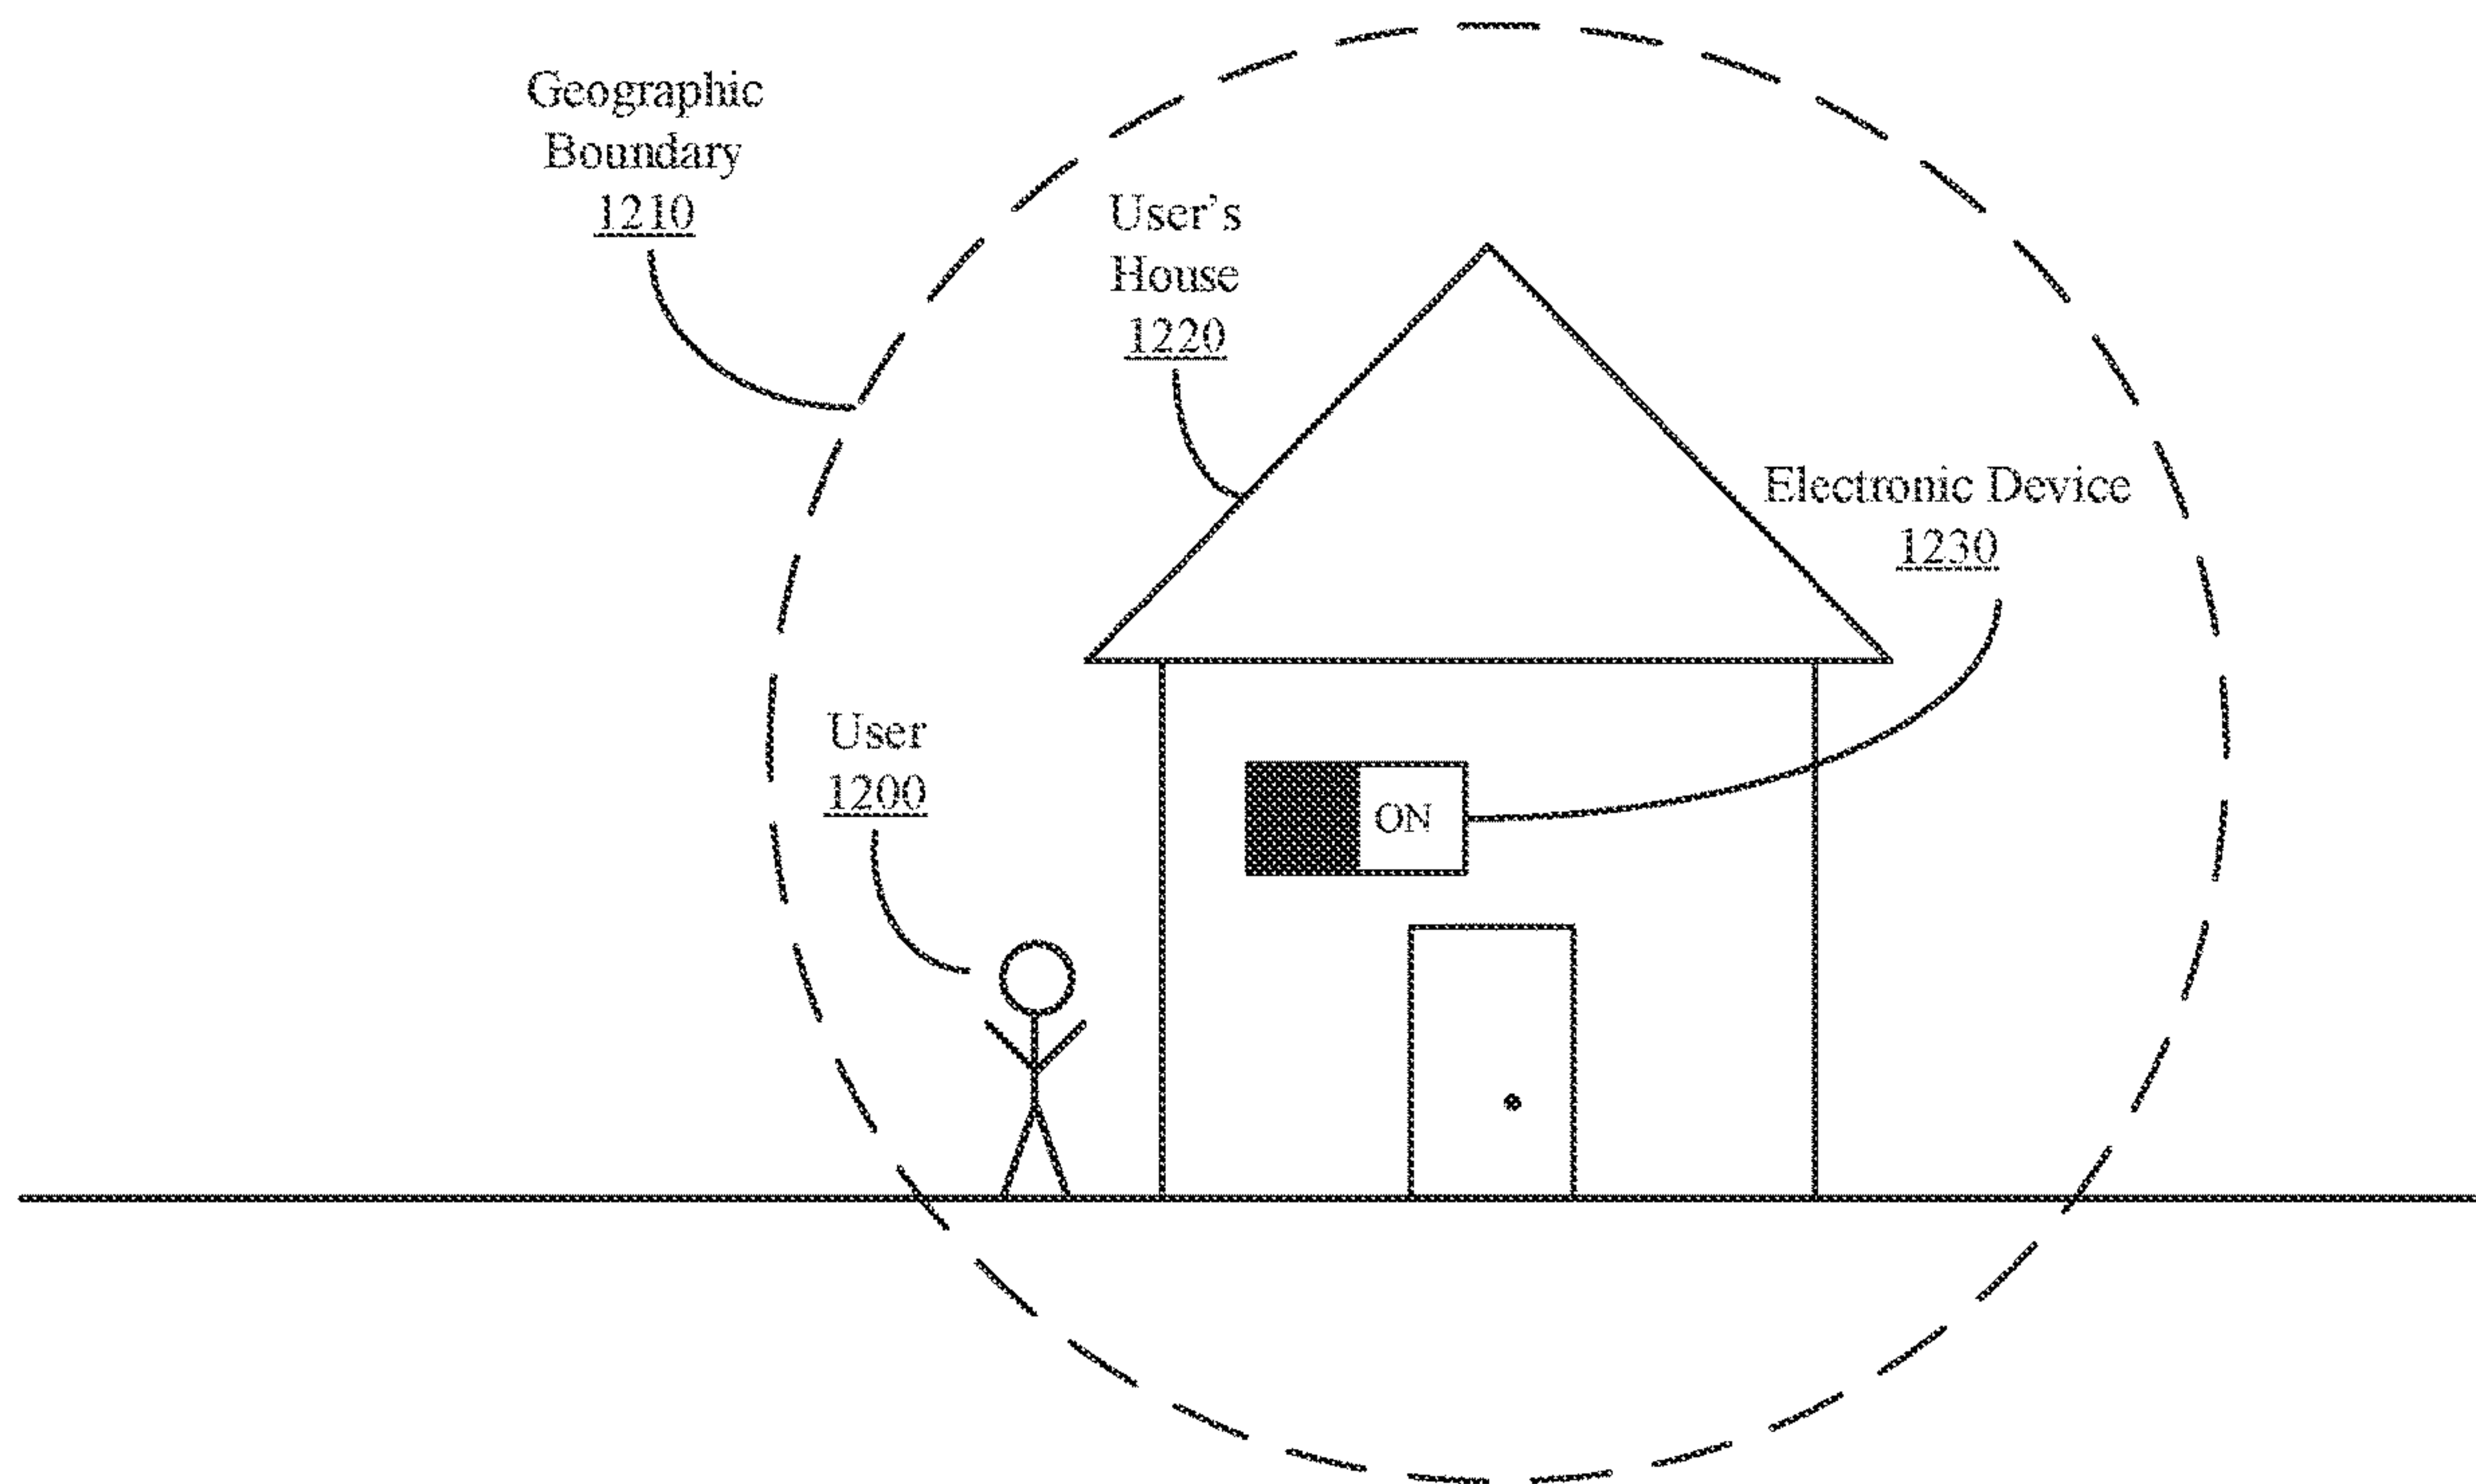 Geographic
Boundary
1210
User's
House
1220
Electronic Device
1230
User
1200
ON